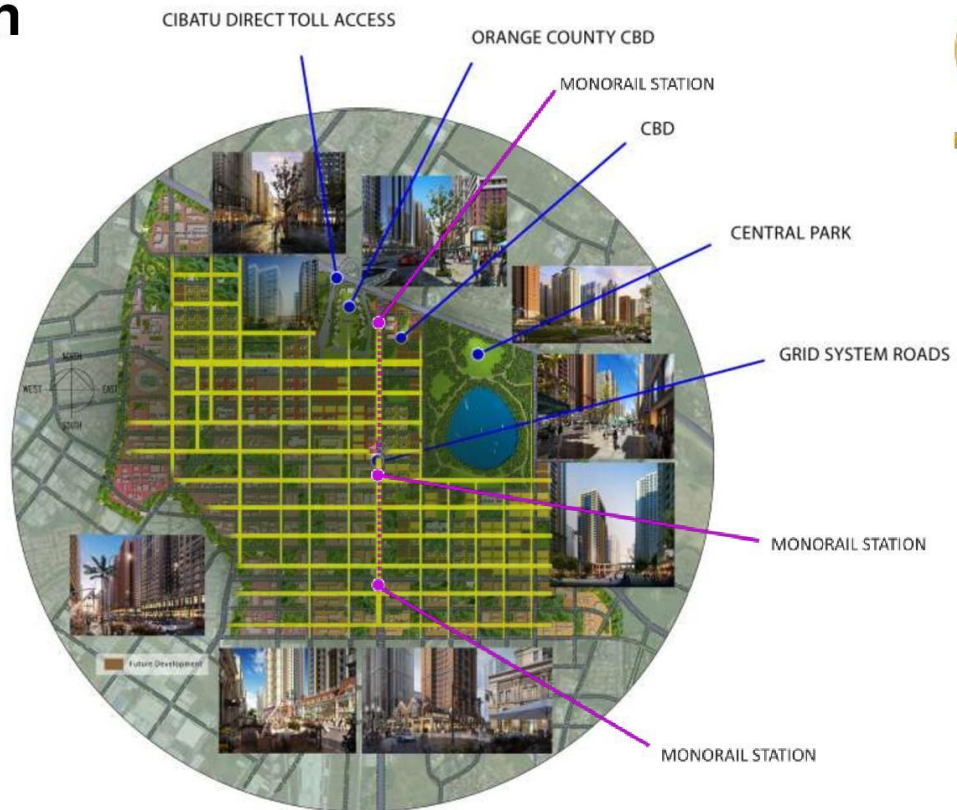 n
CIBATU DIRECT TOLL ACCESS
ORANGE COUNTY CBD
MONORAIL STATION
CBD
CENTRAL PARK
GRID SYSTEM ROADS
NORTH
WEST
EAST
SOUTH
MONORAIL STATION
Future Development
MONORAIL STATION